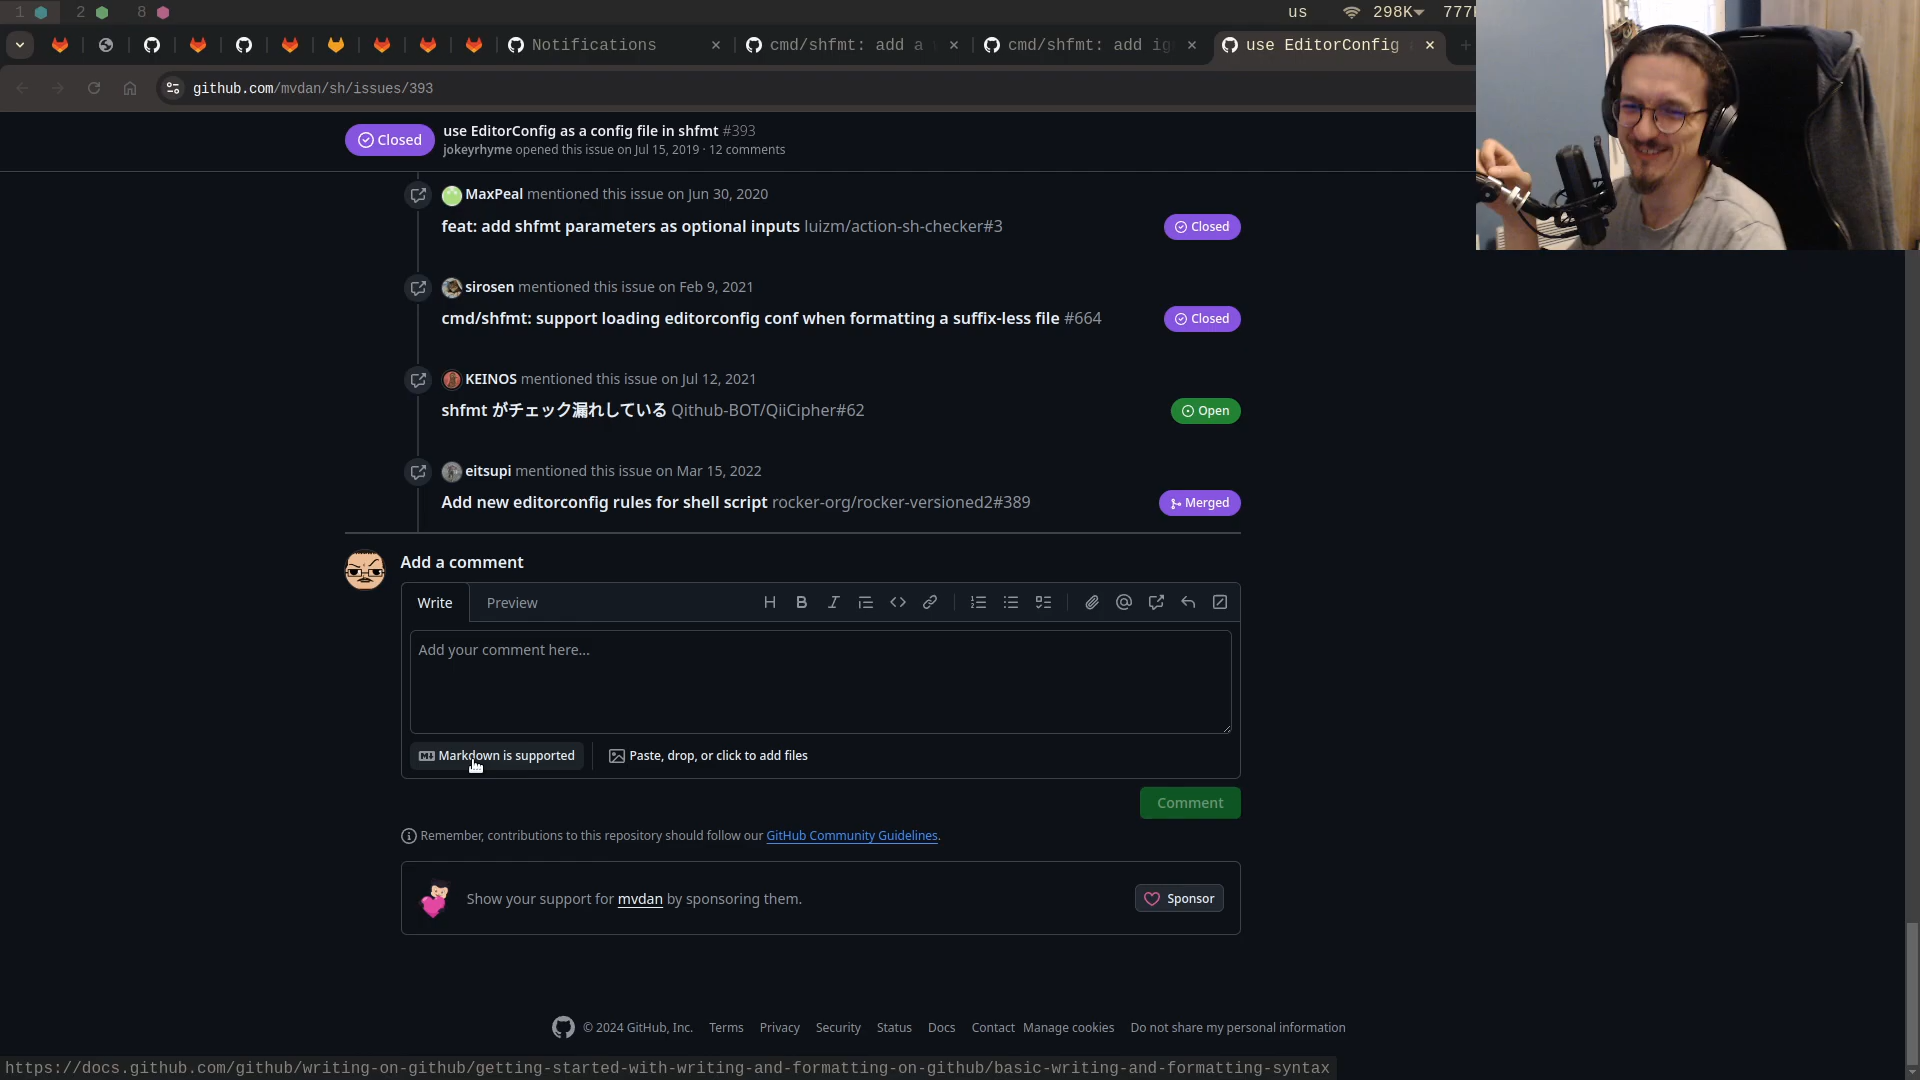 1 2 8 us 298K 777
Notifications cmd/shfmt: add a cmd/shfmt: add ig use EditorConfig
github.com/mvdan/sh/issues/393
Closed use EditorConfig as a config file in shfmt #393
jokeyrhyme opened this issue on Jul 15, 2019 · 12 comments
MaxPeal mentioned this issue on Jun 30, 2020
feat: add shfmt parameters as optional inputs luizm/action-sh-checker#3 Closed
sirosen mentioned this issue on Feb 9, 2021
cmd/shfmt: support loading editorconfig conf when formatting a suffix-less file #664 Closed
KEINOS mentioned this issue on Jul 12, 2021
shfmt がチェック漏れしている Qithub-BOT/QiiCipher#62 Open
eitsupi mentioned this issue on Mar 15, 2022
Add new editorconfig rules for shell script rocker-org/rocker-versioned2#389 Merged
Add a comment
Write Preview
Add your comment here...
Markdown is supported Paste, drop, or click to add files
Comment
Remember, contributions to this repository should follow our GitHub Community Guidelines.
Show your support for mvdan by sponsoring them. Sponsor
© 2024 GitHub, Inc. Terms Privacy Security Status Docs Contact Manage cookies Do not share my personal information
https://docs.github.com/github/writing-on-github/getting-started-with-writing-and-formatting-on-github/basic-writing-and-formatting-syntax